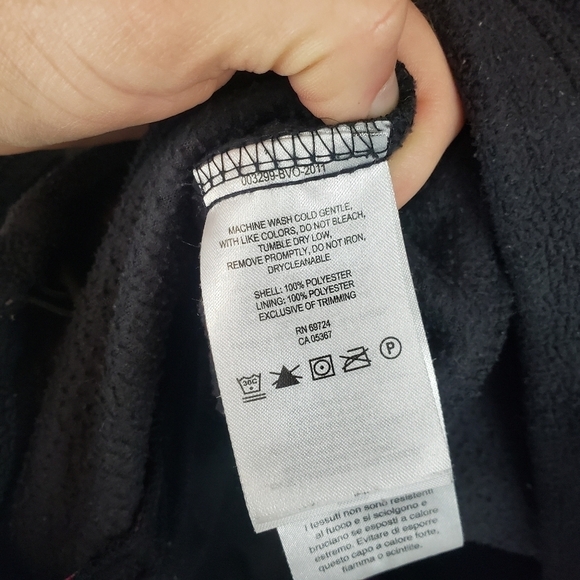 003299-BVO-2011
MACHINE WASH COLD GENTLE,
WITH LIKE COLORS, DO NOT BLEACH,
TUMBLE DRY LOW,
REMOVE PROMPTLY, DO NOT IRON,
DRYCLEANABLE
SHELL: 100% POLYESTER
LINING: 100% POLYESTER
EXCLUSIVE OF TRIMMING
RN 69724
CA 05367
30C P
I tessuti non sono resistenti
al fuoco e si sciolgono e
bruciano se esposti a calore
estremo. Evitare di esporre
questo capo a calore forte,
fiamma o scintille.